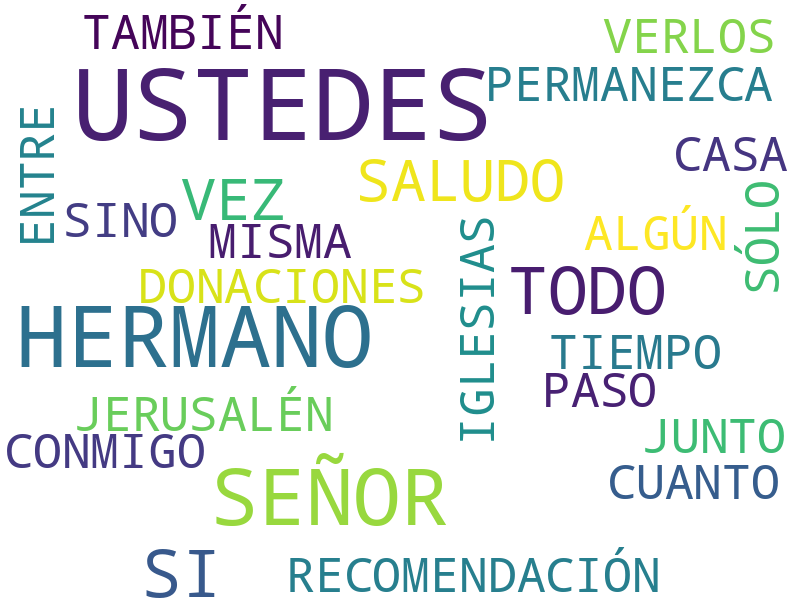 TAMBIÉN
VERLOS
USTEDES
PERMANEZCA
ENTRE
CASA
SALUDO
VEZ
SINO
SÓLO
MISMA
ALGÚN
IGLESIAS
DONACIONES
TODO
HERMANO
TIEMPO
PASO
JERUSALÉN
JUNTO
CONMIGO
SEÑOR
CUANTO
SI
RECOMENDACIÓN